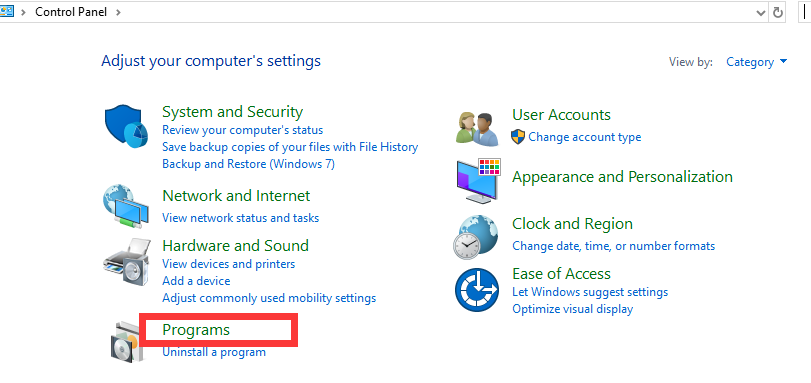 Control Panel
Adjust your computer's settings
View by: Category
System and Security
Review your computer's status
Save backup copies of your files with File History
Backup and Restore (Windows 7)
Network and Internet
View network status and tasks
Hardware and Sound
View devices and printers
Add a device
Adjust commonly used mobility settings
Programs
Uninstall a program
User Accounts
Change account type
Appearance and Personalization
Clock and Region
Change date, time, or number formats
Ease of Access
Let Windows suggest settings
Optimize visual display